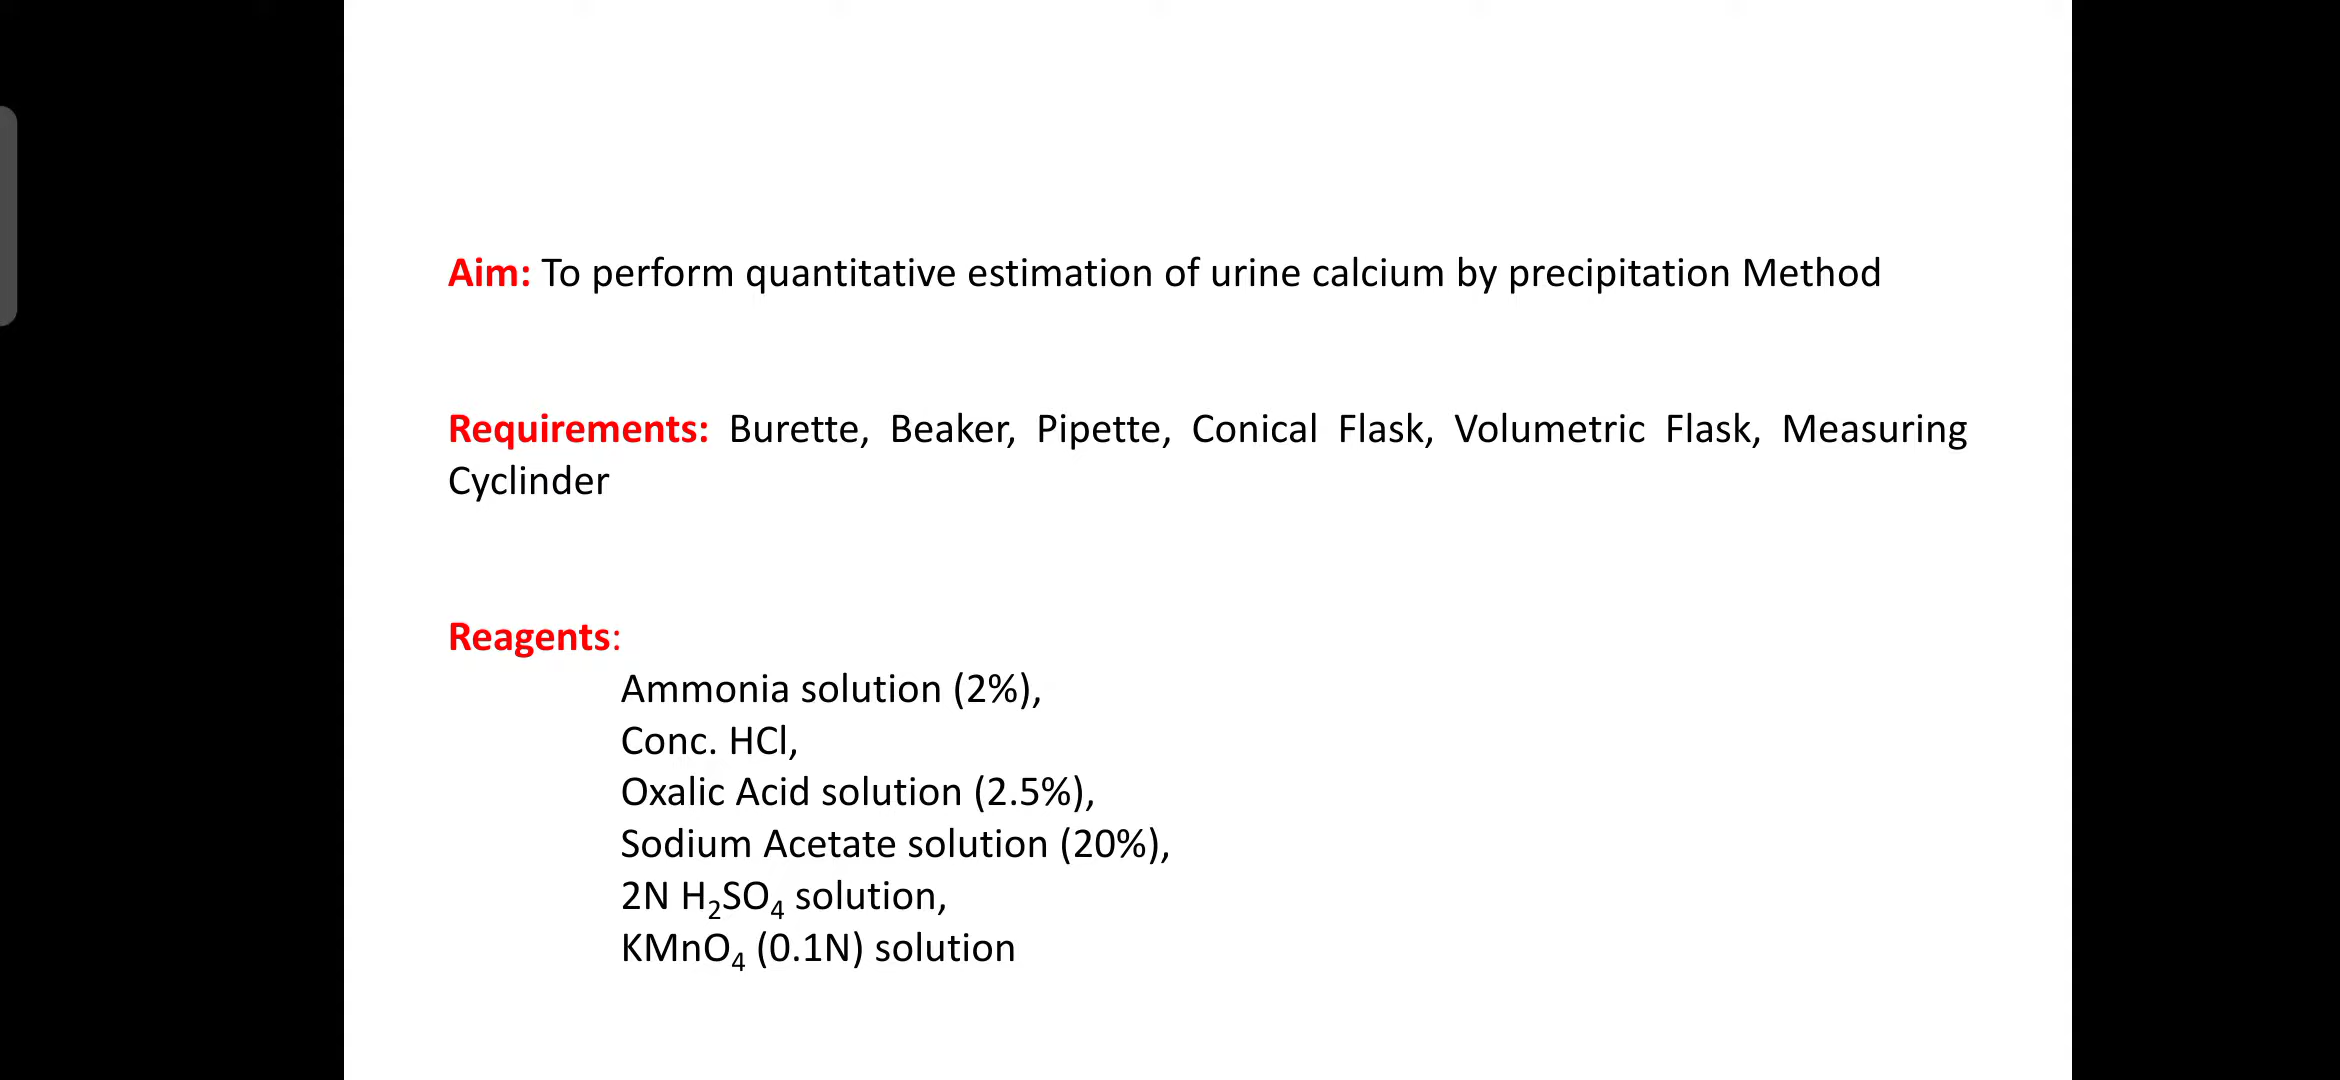 Aim: To perform quantitative estimation of urine calcium by precipitation Method
Requirements: Burette, Beaker, Pipette, Conical Flask, Volumetric Flask, Measuring
Cyclinder
Reagents:
Ammonia solution (2%),
Conc. HCl,
Oxalic Acid solution (2.5%),
Sodium Acetate solution (20%),
2N H₂SO₄ solution,
KMnO₄ (0.1N) solution